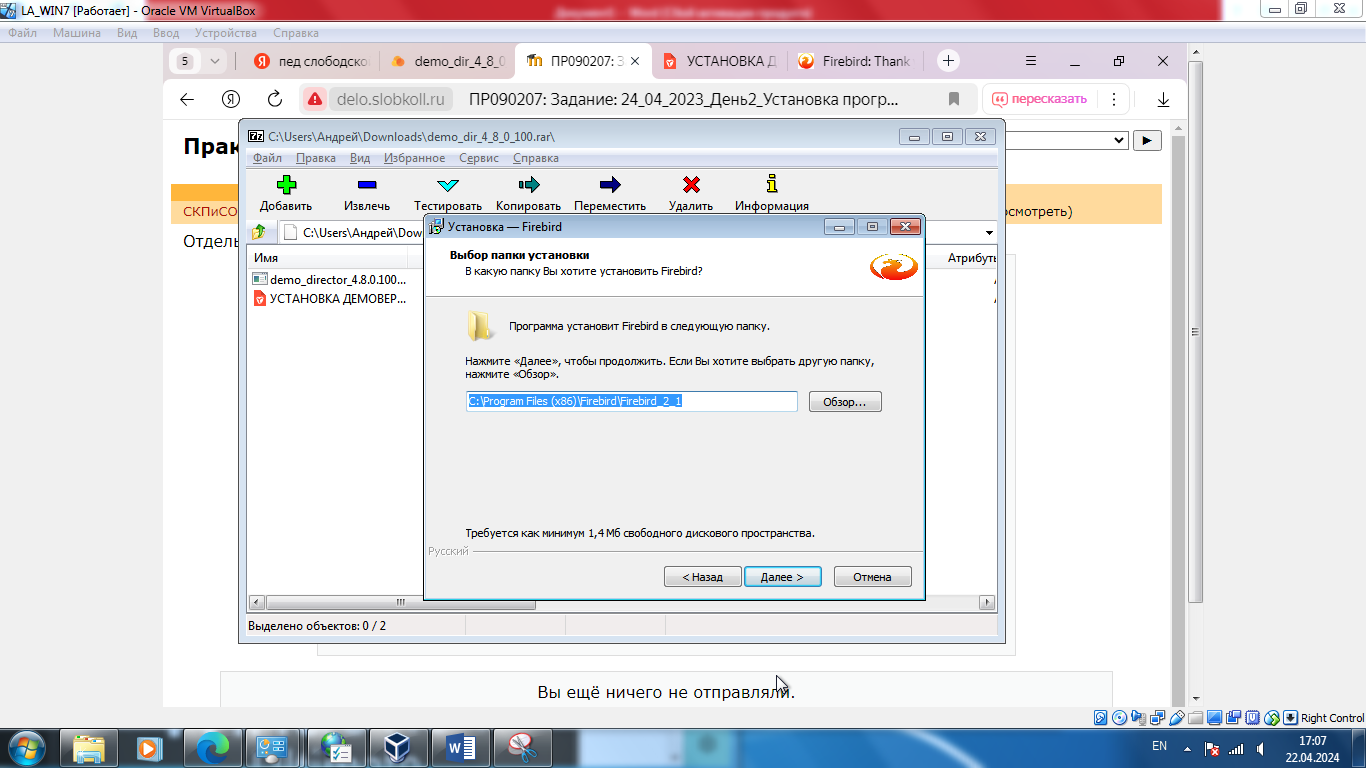 LA_WIN7 [Работает] - Oracle VM VirtualBox
Файл Машина Вид Ввод Устройства Справка
5 пед слободско demo_dir_4_8_0 ПР090207: З УСТАНОВКА Д Firebird: Thank
delo.slobkoll.ru ПР090207: Задание: 24_04_2023_День2_Установка прогр... пересказать
Прак
C:\Users\Андрей\Downloads\demo_dir_4_8_0_100.rar\
Файл Правка Вид Избранное Сервис Справка
Добавить Извлечь Тестировать Копировать Переместить Удалить Информация
СКПиСО
осмотреть)
Отдель
C:\Users\Андрей\Dow
Имя
Атрибуть
demo_director_4.8.0.100...
УСТАНОВКА ДЕМОВЕР...
Установка — Firebird
Выбор папки установки
В какую папку Вы хотите установить Firebird?
Программа установит Firebird в следующую папку.
Нажмите «Далее», чтобы продолжить. Если Вы хотите выбрать другую папку,
нажмите «Обзор».
C:\Program Files (x86)\Firebird\Firebird_2_1
Обзор...
Требуется как минимум 1,4 Мб свободного дискового пространства.
Русский
< Назад Далее > Отмена
Выделено объектов: 0 / 2
Вы ещё ничего не отправляли.
Right Control
EN
17:07
22.04.2024